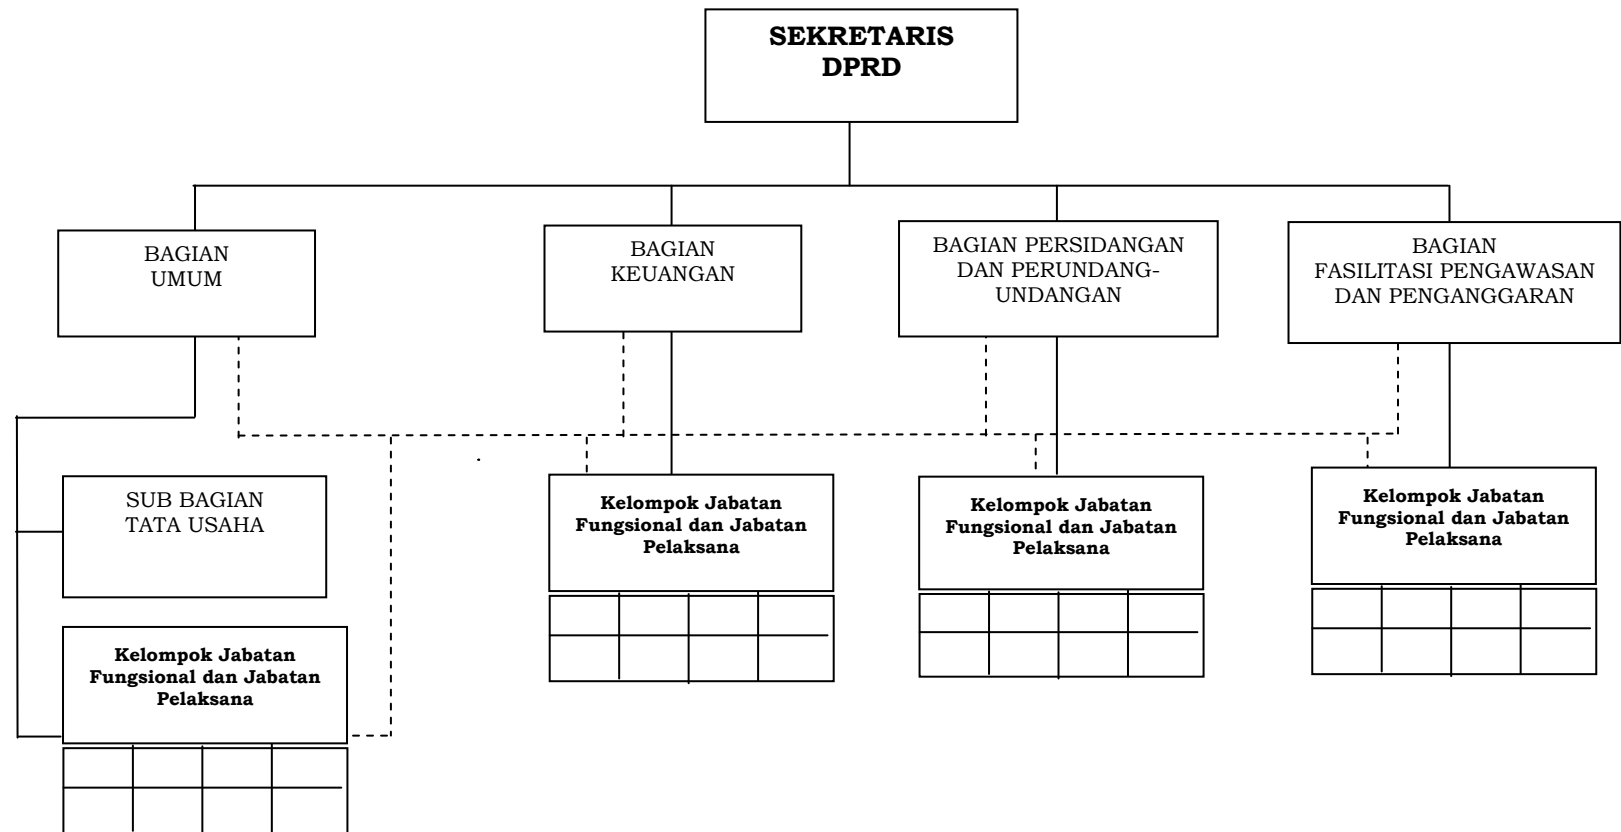 SEKRETARIS
DPRD
BAGIAN
UMUM
BAGIAN
KEUANGAN
BAGIAN PERSIDANGAN
DAN PERUNDANG-
UNDANGAN
BAGIAN
FASILITASI PENGAWASAN
DAN PENGANGGARAN
SUB BAGIAN
TATA USAHA
Kelompok Jabatan
Fungsional dan Jabatan
Pelaksana
Kelompok Jabatan
Fungsional dan Jabatan
Pelaksana
Kelompok Jabatan
Fungsional dan Jabatan
Pelaksana
Kelompok Jabatan
Fungsional dan Jabatan
Pelaksana